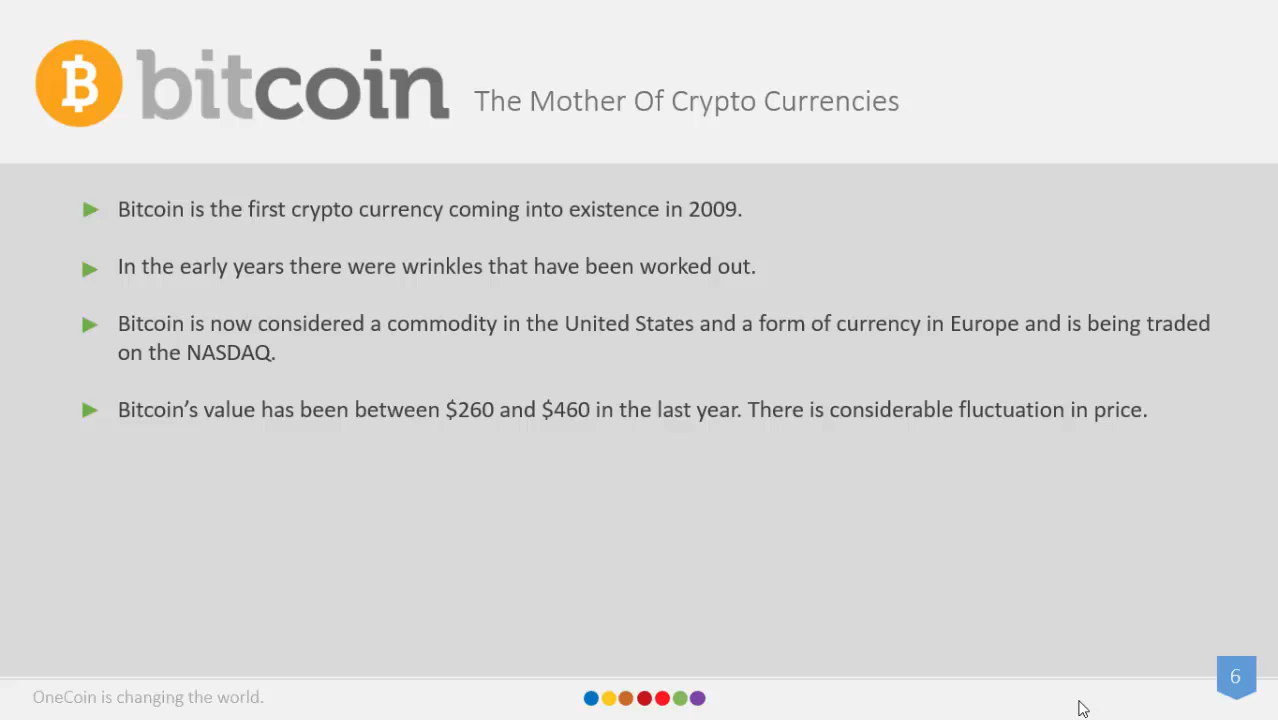 bitcoin The Mother Of Crypto Currencies
Bitcoin is the first crypto currency coming into existence in 2009.
In the early years there were wrinkles that have been worked out.
Bitcoin is now considered a commodity in the United States and a form of currency in Europe and is being traded
on the NASDAQ.
Bitcoin’s value has been between $260 and $460 in the last year. There is considerable fluctuation in price.
OneCoin is changing the world.
6